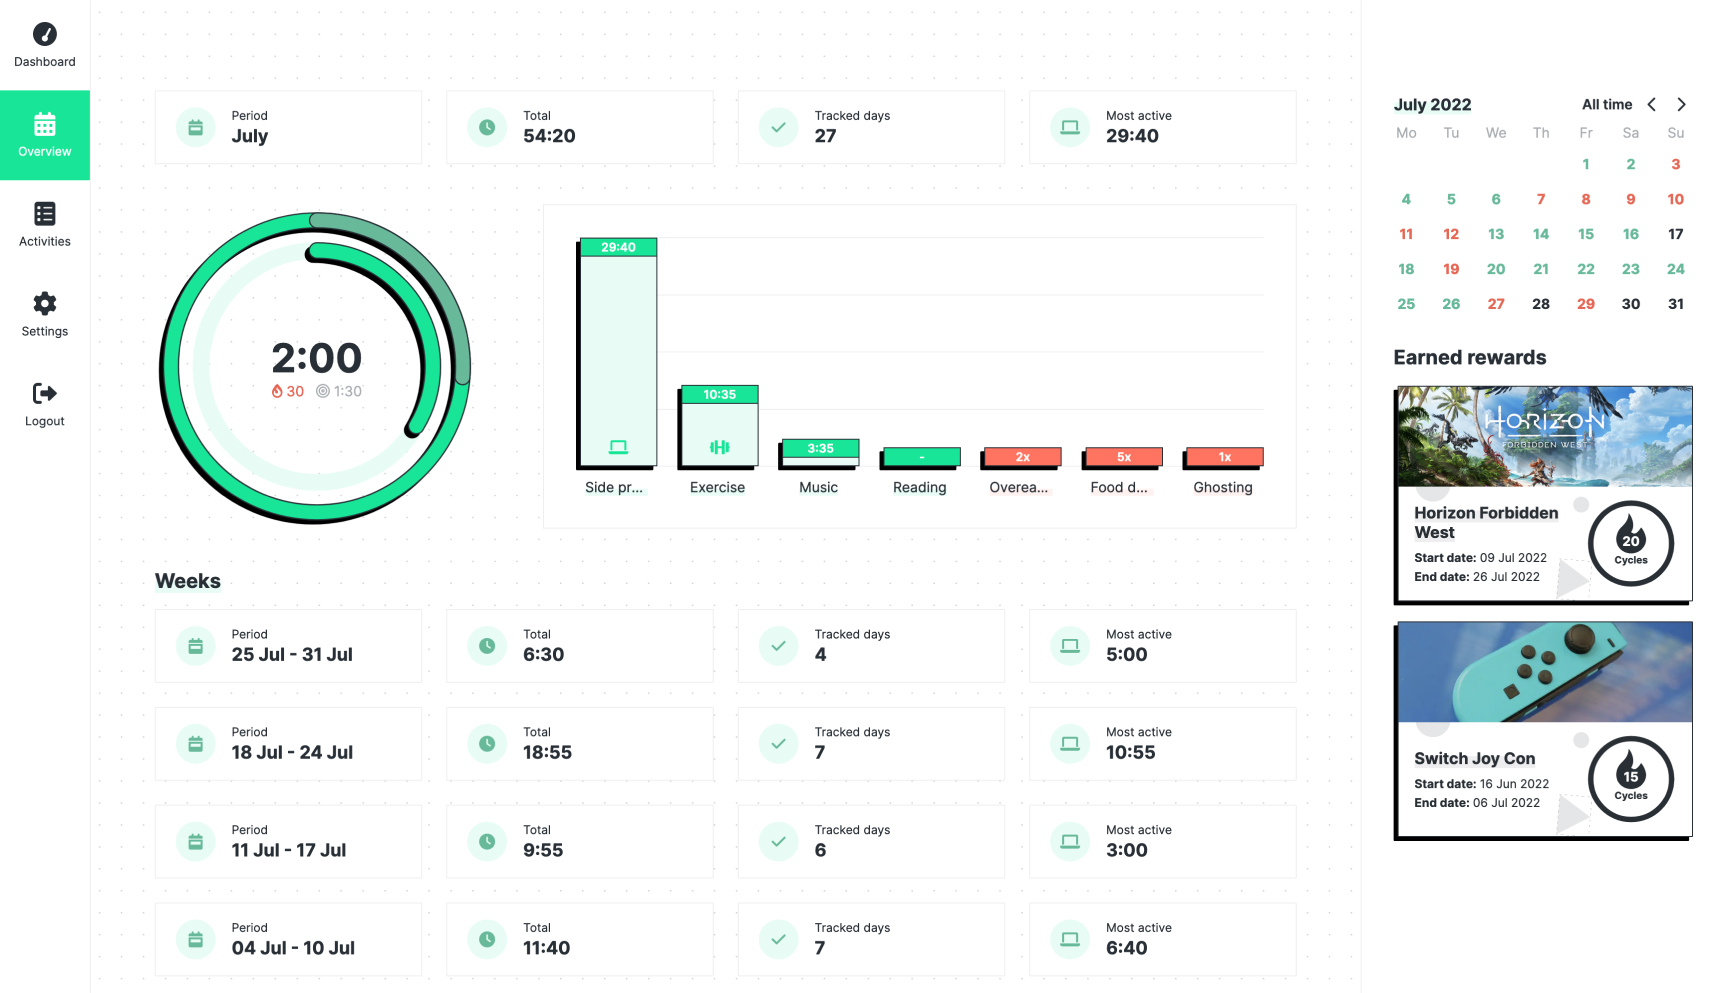 Dashboard
Overview
Activities
Settings
Logout
Period
July
Total
54:20
Tracked days
27
Most active
29:40
2:00
30 1:30
29:40
10:35
3:35
-
2x
5x
1x
Side pr...
Exercise
Music
Reading
Overea...
Food d...
Ghosting
Weeks
Period
25 Jul - 31 Jul
Total
6:30
Tracked days
4
Most active
5:00
Period
18 Jul - 24 Jul
Total
18:55
Tracked days
7
Most active
10:55
Period
11 Jul - 17 Jul
Total
9:55
Tracked days
6
Most active
3:00
Period
04 Jul - 10 Jul
Total
11:40
Tracked days
7
Most active
6:40
July 2022 All time
Mo Tu We Th Fr Sa Su
1 2 3
4 5 6 7 8 9 10
11 12 13 14 15 16 17
18 19 20 21 22 23 24
25 26 27 28 29 30 31
Earned rewards
HORIZON
FORBIDDEN WEST
Horizon Forbidden
West
Start date: 09 Jul 2022
End date: 26 Jul 2022
20
Cycles
Switch Joy Con
Start date: 16 Jun 2022
End date: 06 Jul 2022
15
Cycles